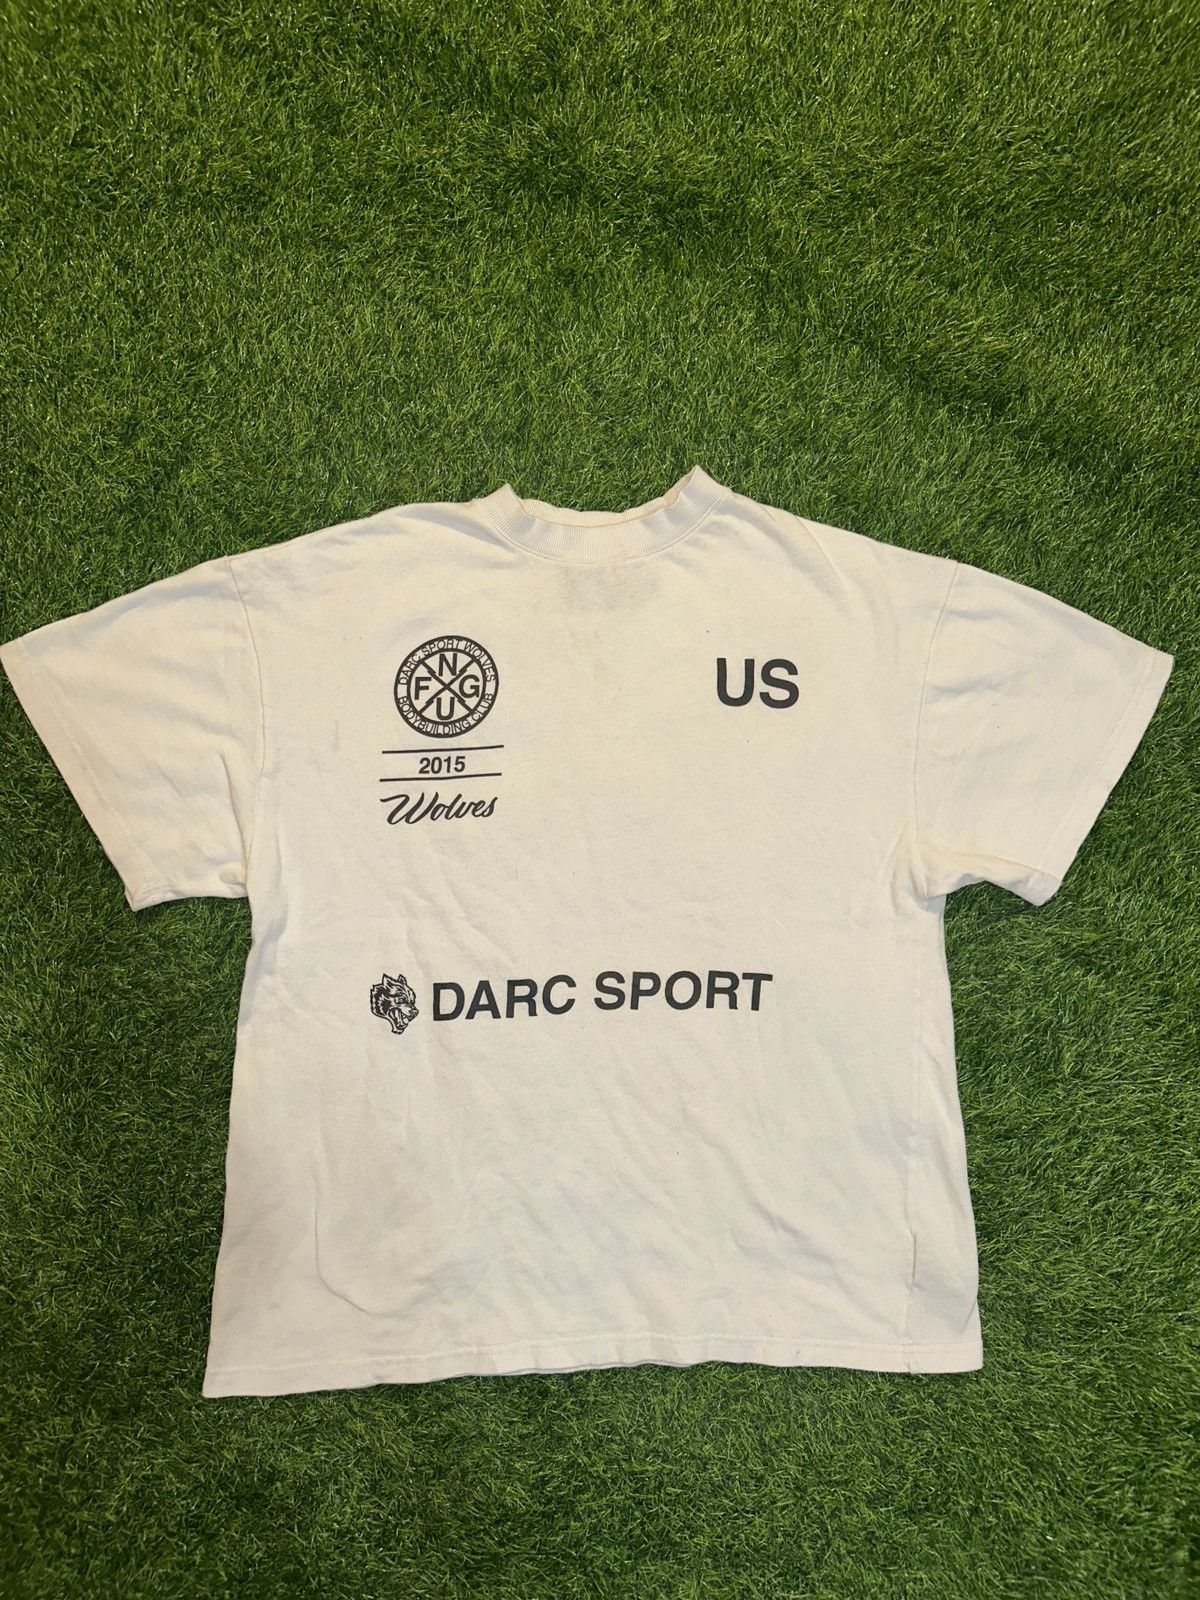 DARC SPORT WOLVES
N
F G
U
BODYBUILDING CLUB
2015
Wolves
US
DARC SPORT